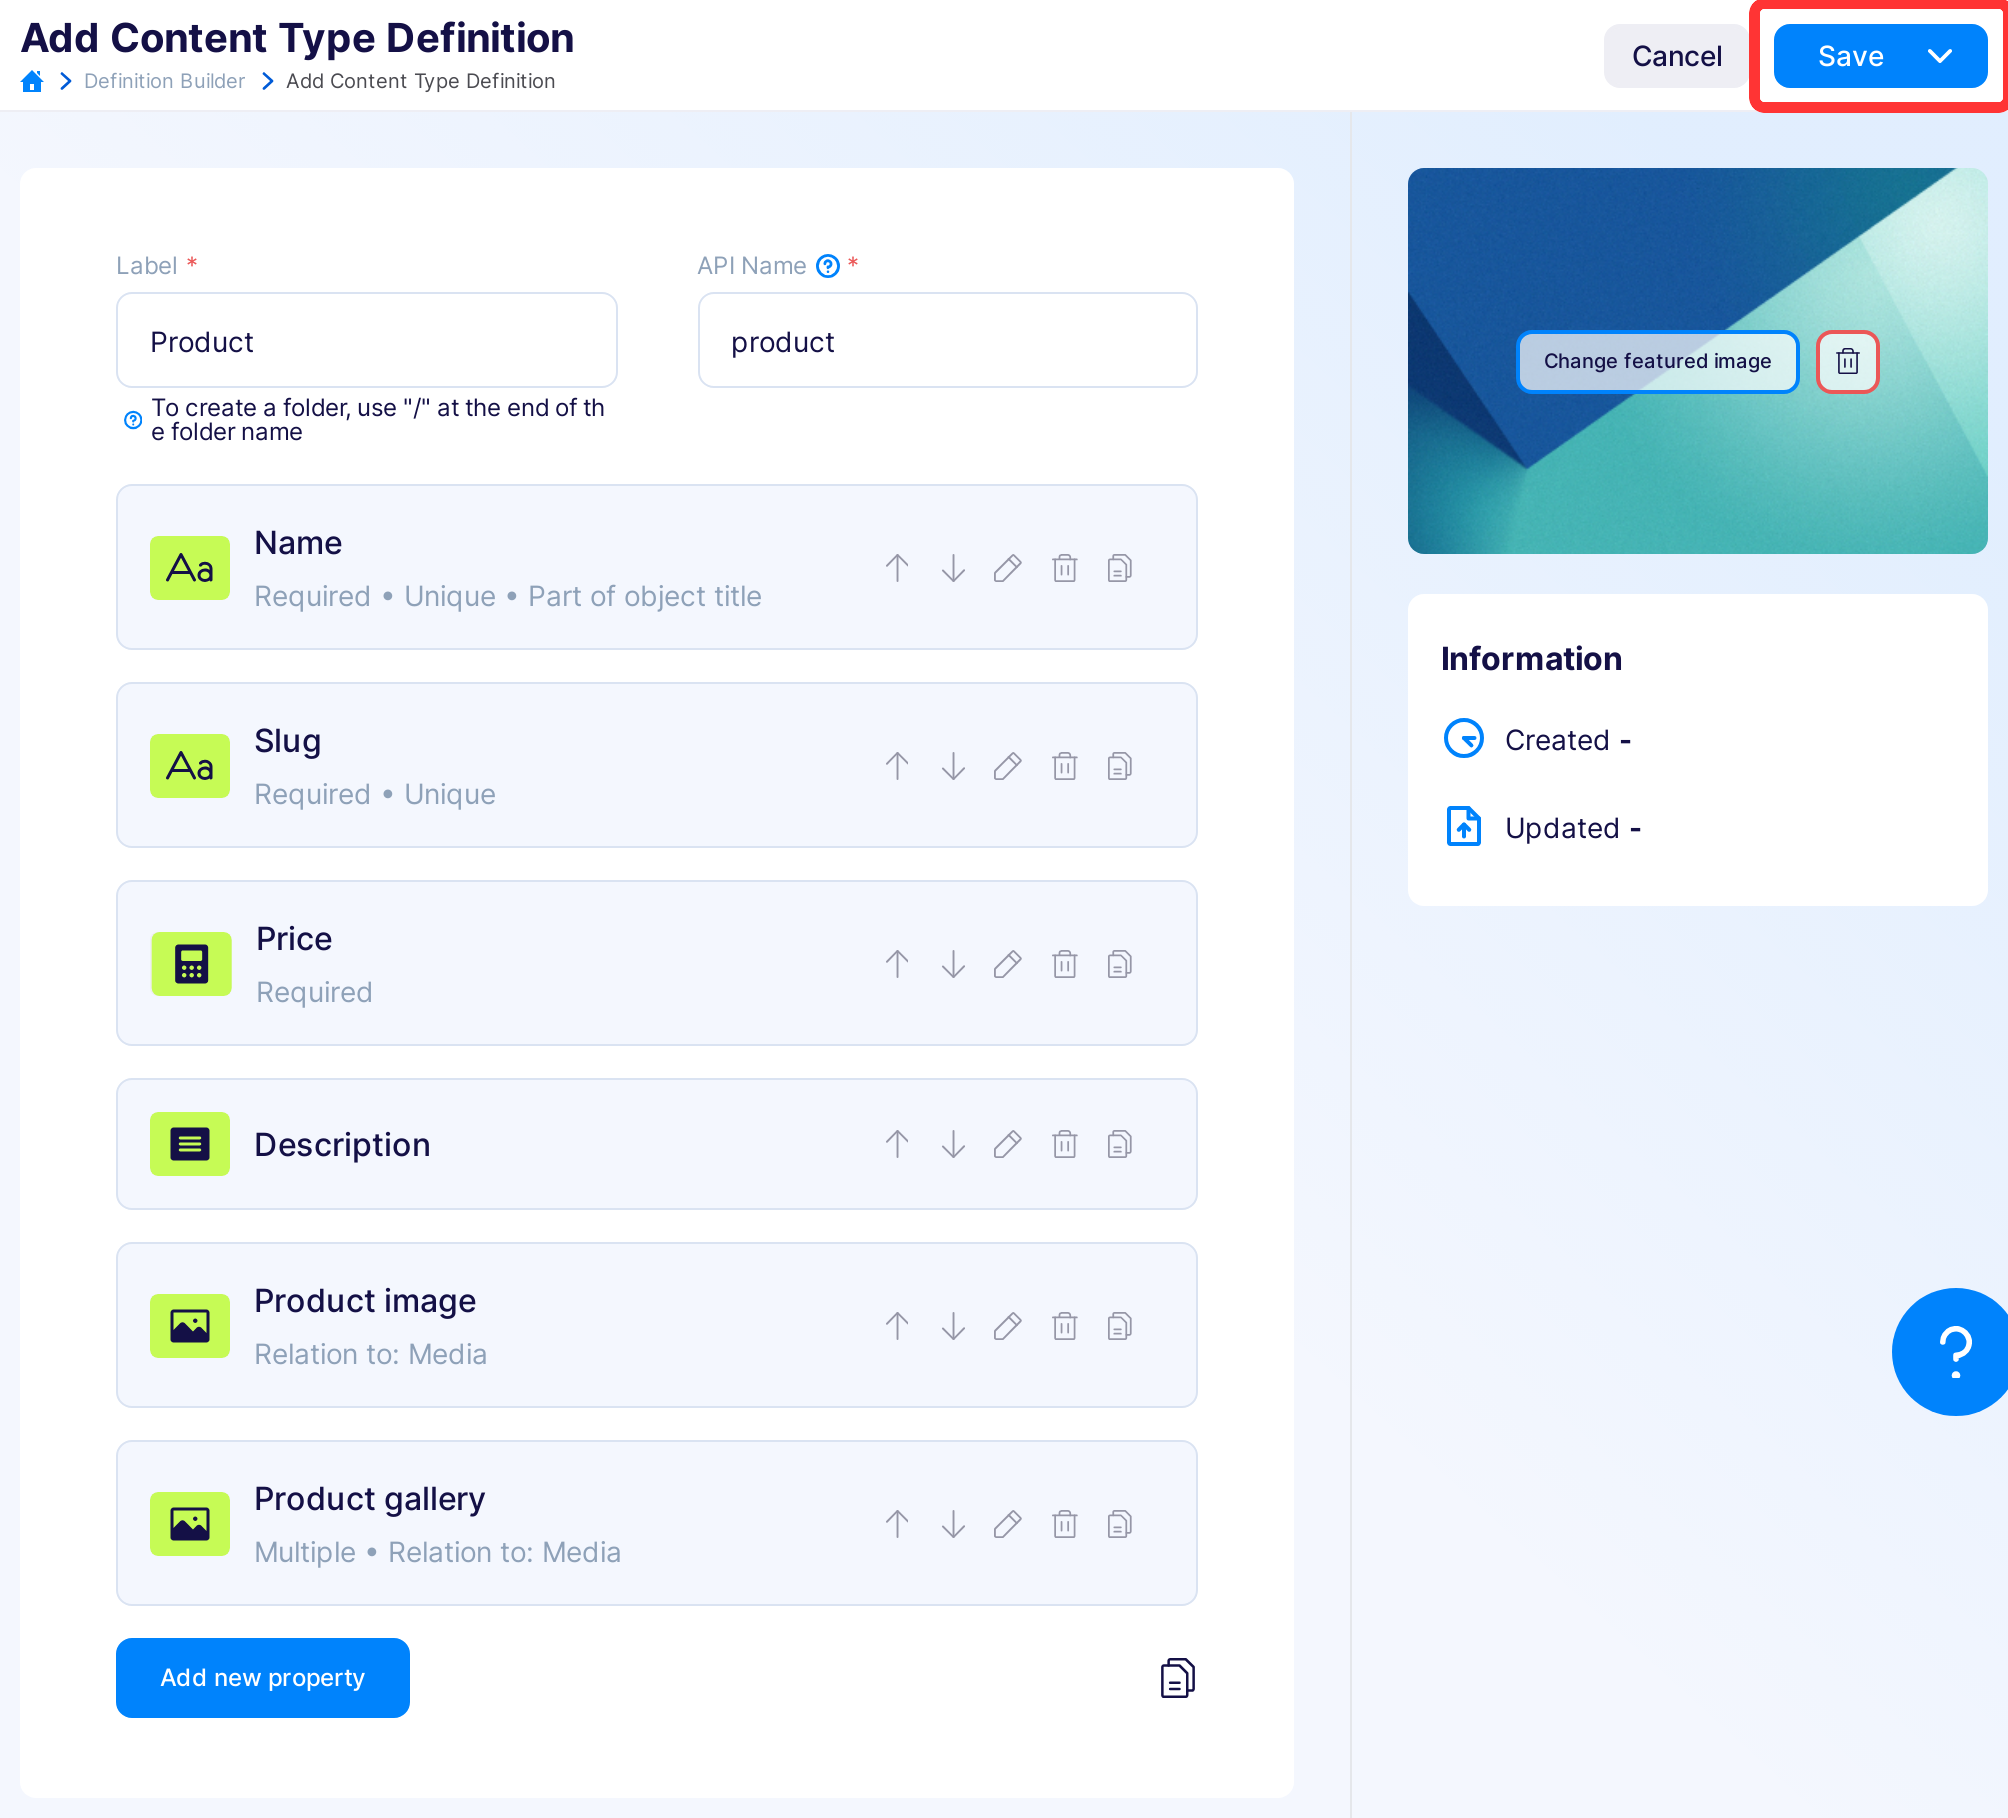 Add Content Type Definition
Definition Builder
Add Content Type Definition
Cancel
Save
Label *
API Name *
Product
product
To create a folder, use "/" at the end of th
e folder name
Change featured image
Aa
Name
Required • Unique • Part of object title
Aa
Slug
Required • Unique
Price
Required
Description
Product image
Relation to: Media
Product gallery
Multiple • Relation to: Media
Add new property
Information
Created -
Updated -
?